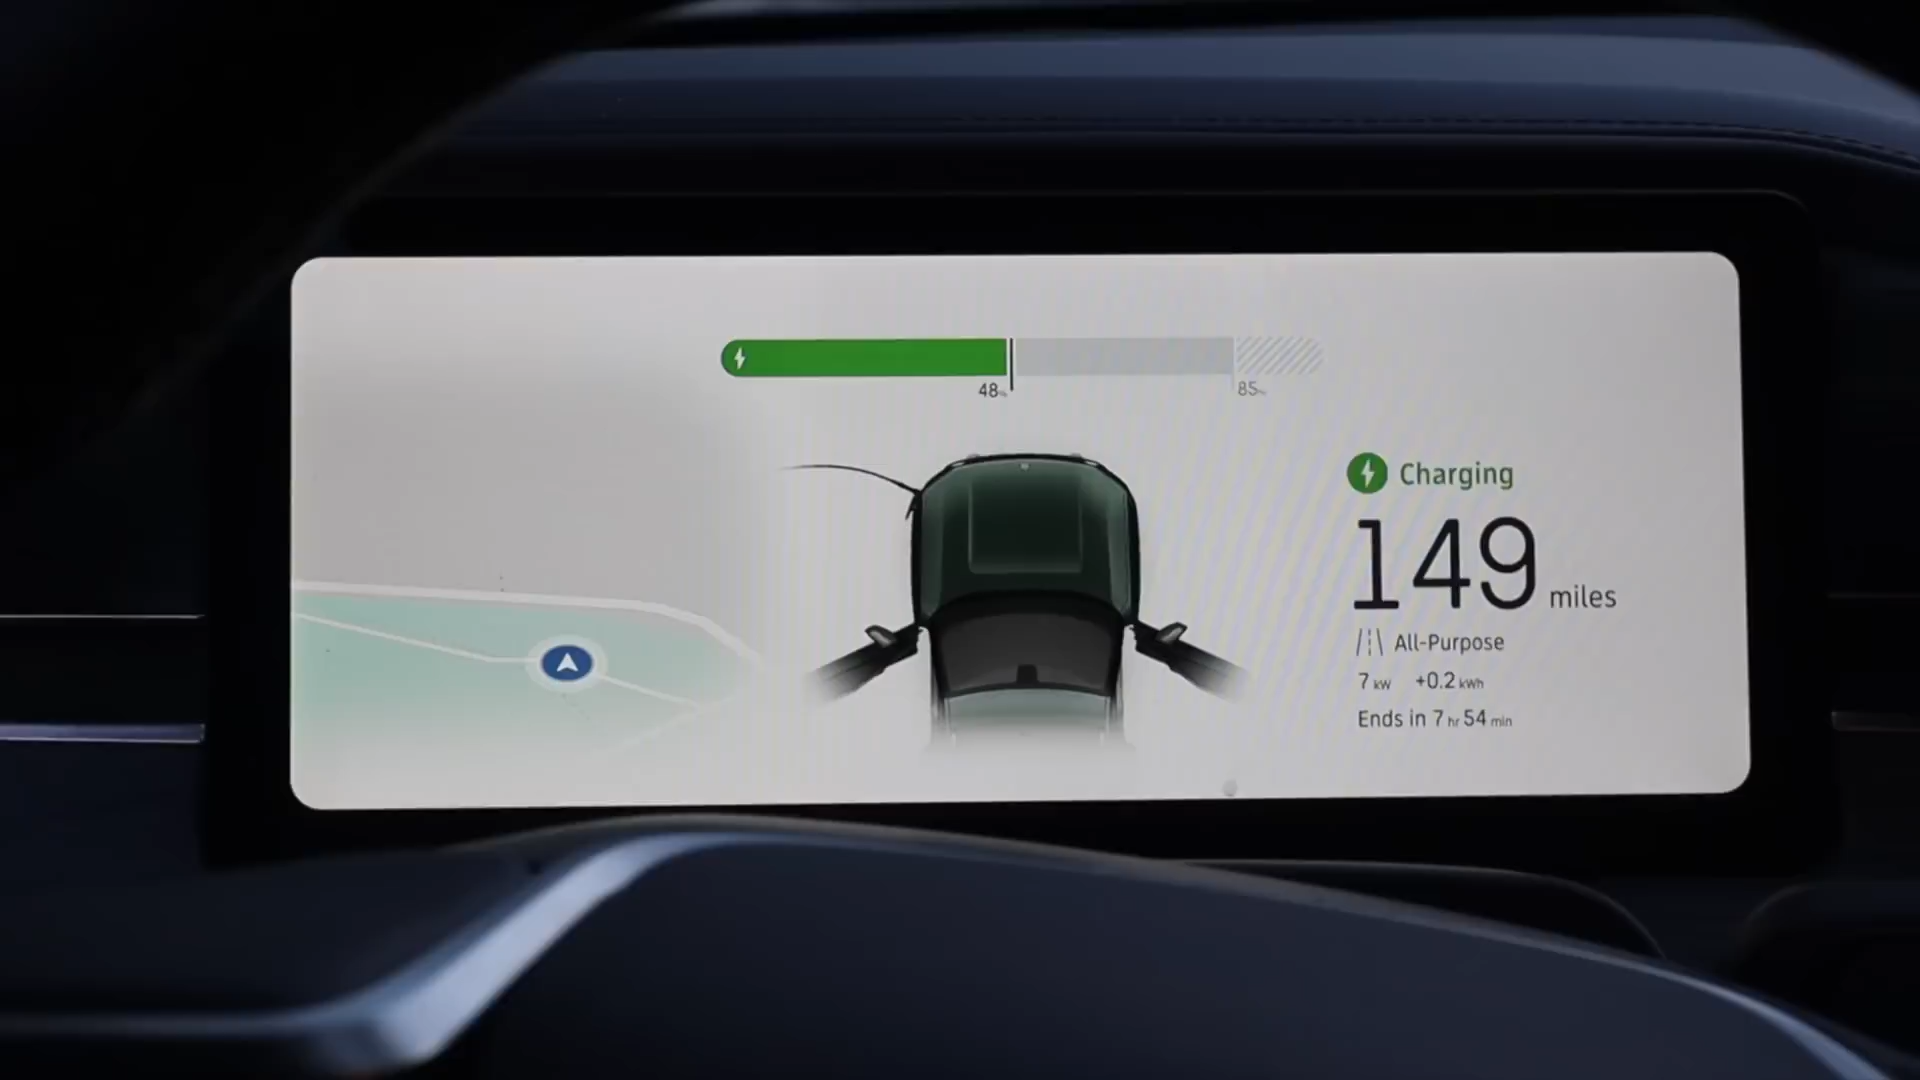 48%
85%
Charging
149 miles
All-Purpose
7 kW +0.2 kWh
Ends in 7 hr 54 min